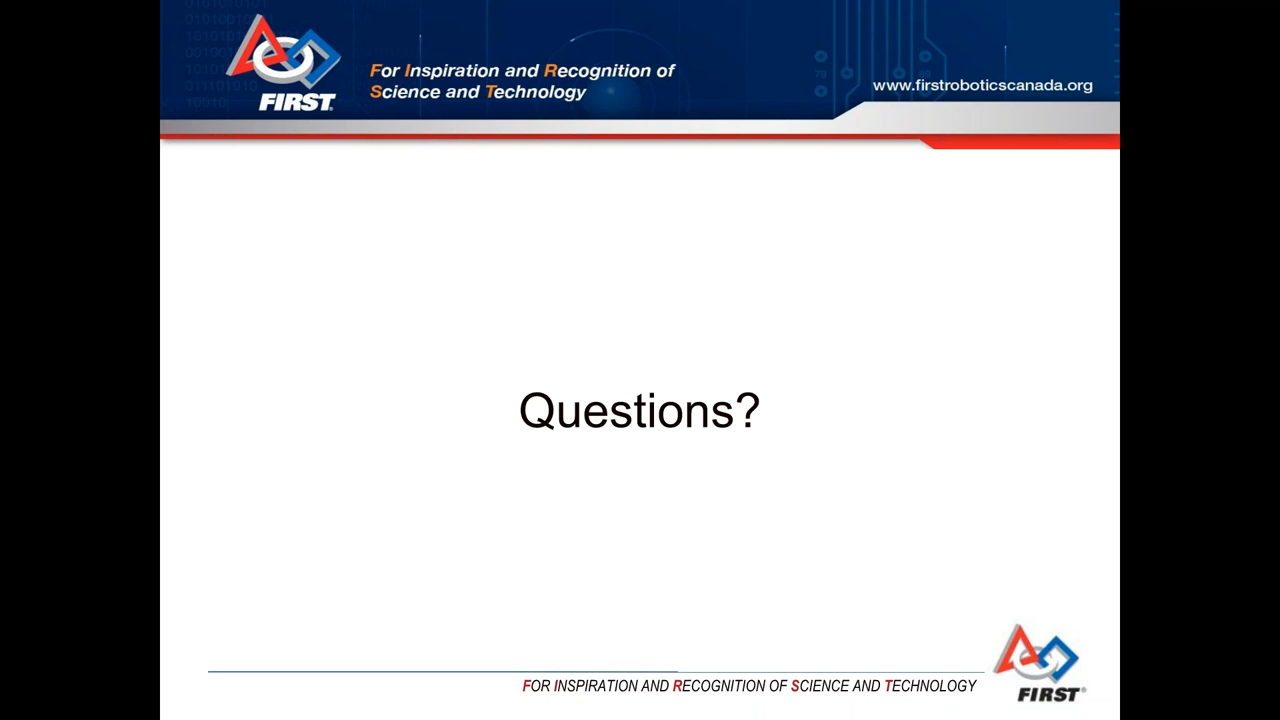 For Inspiration and Recognition of
Science and Technology
www.firstroboticscanada.org
FIRST
Questions?
FOR INSPIRATION AND RECOGNITION OF SCIENCE AND TECHNOLOGY
FIRST